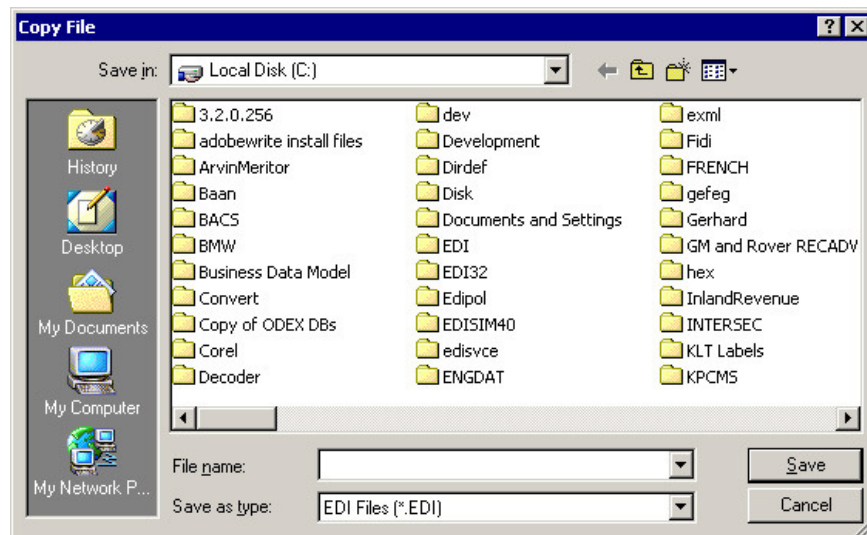 Copy File
Save in:
Local Disk (C:)
History
Desktop
My Documents
My Computer
My Network P...
3.2.0.256
adobewrite install files
ArvinMeritor
Baan
BACS
BMW
Business Data Model
Convert
Copy of ODEX DBs
Corel
Decoder
dev
Development
Dirdef
Disk
Documents and Settings
EDI
EDI32
Edipol
EDISIM40
edisvce
ENGDAT
exml
Fidi
FRENCH
gefeg
Gerhard
GM and Rover RECADV
hex
InlandRevenue
INTERSEC
KLT Labels
KPCMS
File name:
Save
Save as type:
EDI Files (*.EDI)
Cancel